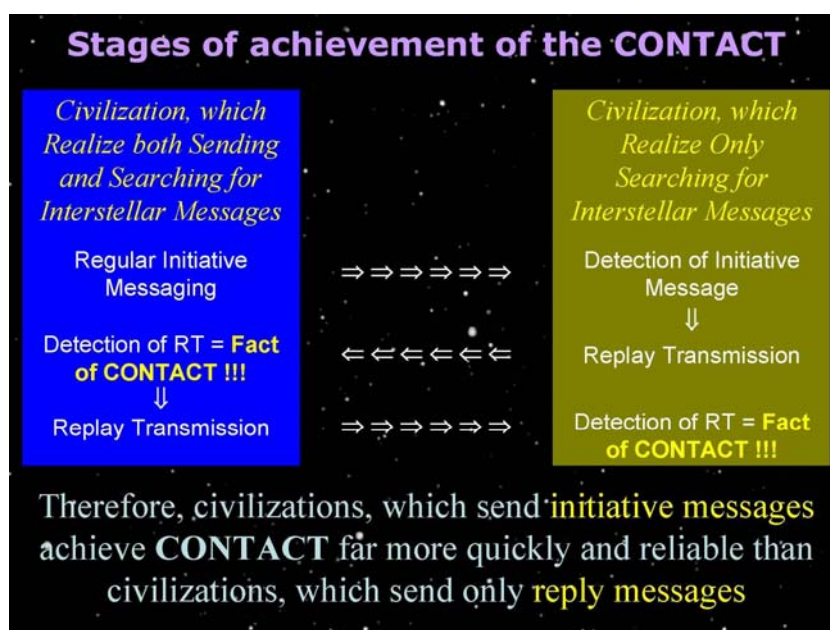 Stages of achievement of the CONTACT
Civilization, which
Realize both Sending
and Searching for
Interstellar Messages
Regular Initiative
Messaging
Detection of RT = Fact
of CONTACT !!!
⇓
Replay Transmission
⇒⇒⇒⇒⇒⇒
⇐⇐⇐⇐⇐⇐
⇒⇒⇒⇒⇒⇒
Civilization, which
Realize Only
Searching for
Interstellar Messages
Detection of Initiative
Message
⇓
Replay Transmission
Detection of RT = Fact
of CONTACT !!!
Therefore, civilizations, which send initiative messages
achieve CONTACT far more quickly and reliable than
civilizations, which send only reply messages